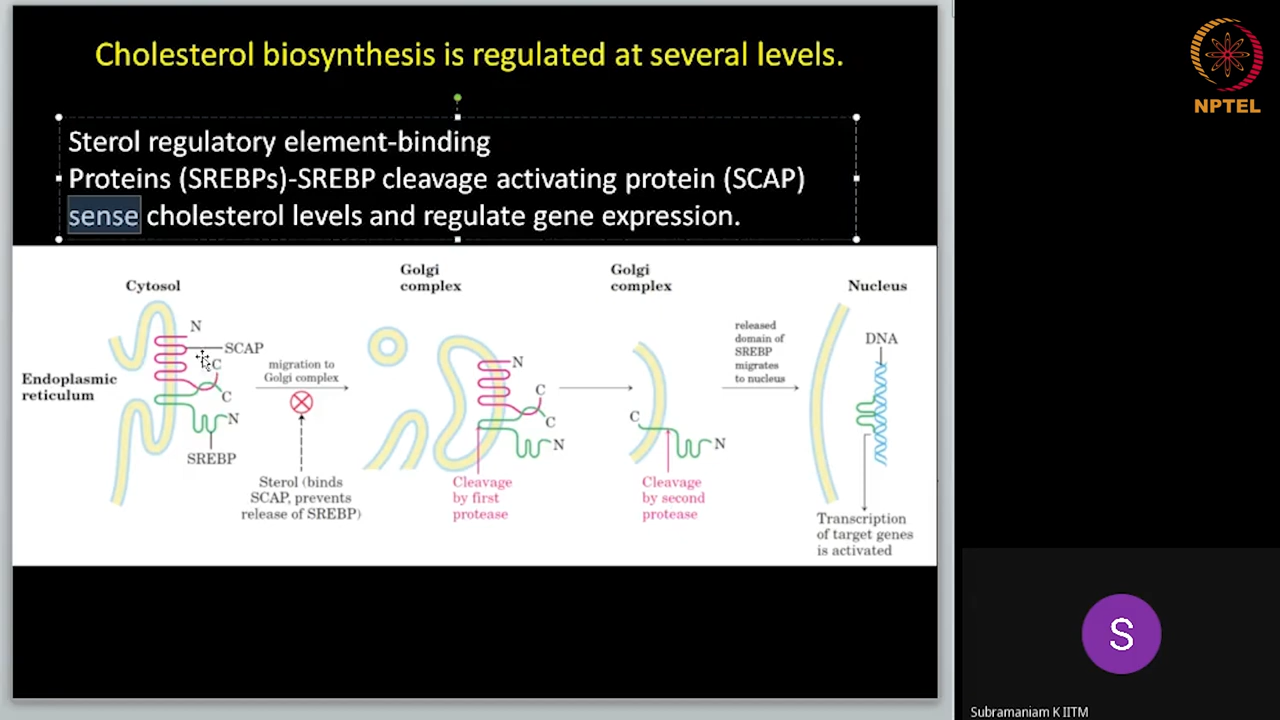 Cholesterol biosynthesis is regulated at several levels.
NPTEL
Sterol regulatory element-binding
Proteins (SREBPs)-SREBP cleavage activating protein (SCAP)
sense cholesterol levels and regulate gene expression.
Cytosol
Golgi
complex
Golgi
complex
Nucleus
N
SCAP
C
C
N
SREBP
Endoplasmic
reticulum
migration to
Golgi complex
Sterol (binds
SCAP, prevents
release of SREBP)
N
C
C
N
Cleavage
by first
protease
C
N
Cleavage
by second
protease
released
domain of
SREBP
migrates
to nucleus
DNA
Transcription
of target genes
is activated
S
Subramaniam K IITM